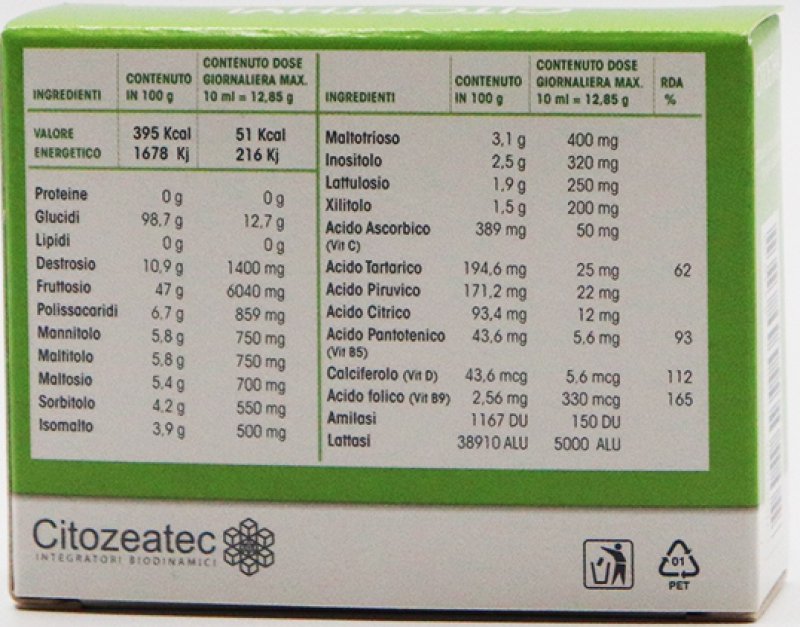 INGREDIENTI
CONTENUTO
IN 100 g
CONTENUTO DOSE
GIORNALIERA MAX.
10 ml = 12,85 g
VALORE ENERGETICO
395 Kcal 51 Kcal
1678 Kj 216 Kj
Proteine 0 g 0 g
Glucidi 98,7 g 12,7 g
Lipidi 0 g 0 g
Destrosio 10,9 g 1400 mg
Fruttosio 47 g 6040 mg
Polissacaridi 6,7 g 859 mg
Mannitolo 5,8 g 750 mg
Maltitolo 5,8 g 750 mg
Maltosio 5,4 g 700 mg
Sorbitolo 4,2 g 550 mg
Isomalto 3,9 g 500 mg
INGREDIENTI
CONTENUTO
IN 100 g
CONTENUTO DOSE
GIORNALIERA MAX.
10 ml = 12,85 g
RDA
%
Maltotrioso 3,1 g 400 mg
Inositolo 2,5 g 320 mg
Lattulosio 1,9 g 250 mg
Xilitolo 1,5 g 200 mg
Acido Ascorbico 389 mg 50 mg
(Vit C)
Acido Tartarico 194,6 mg 25 mg 62
Acido Piruvico 171,2 mg 22 mg
Acido Citrico 93,4 mg 12 mg
Acido Pantotenico 43,6 mg 5,6 mg 93
(Vit B5)
Calciferolo (Vit D) 43,6 mcg 5,6 mcg 112
Acido folico (Vit B9) 2,56 mg 330 mcg 165
Amilasi 1167 DU 150 DU
Lattasi 38910 ALU 5000 ALU
Citozeatec
INTEGRATORI BIODINAMICI
01
PET